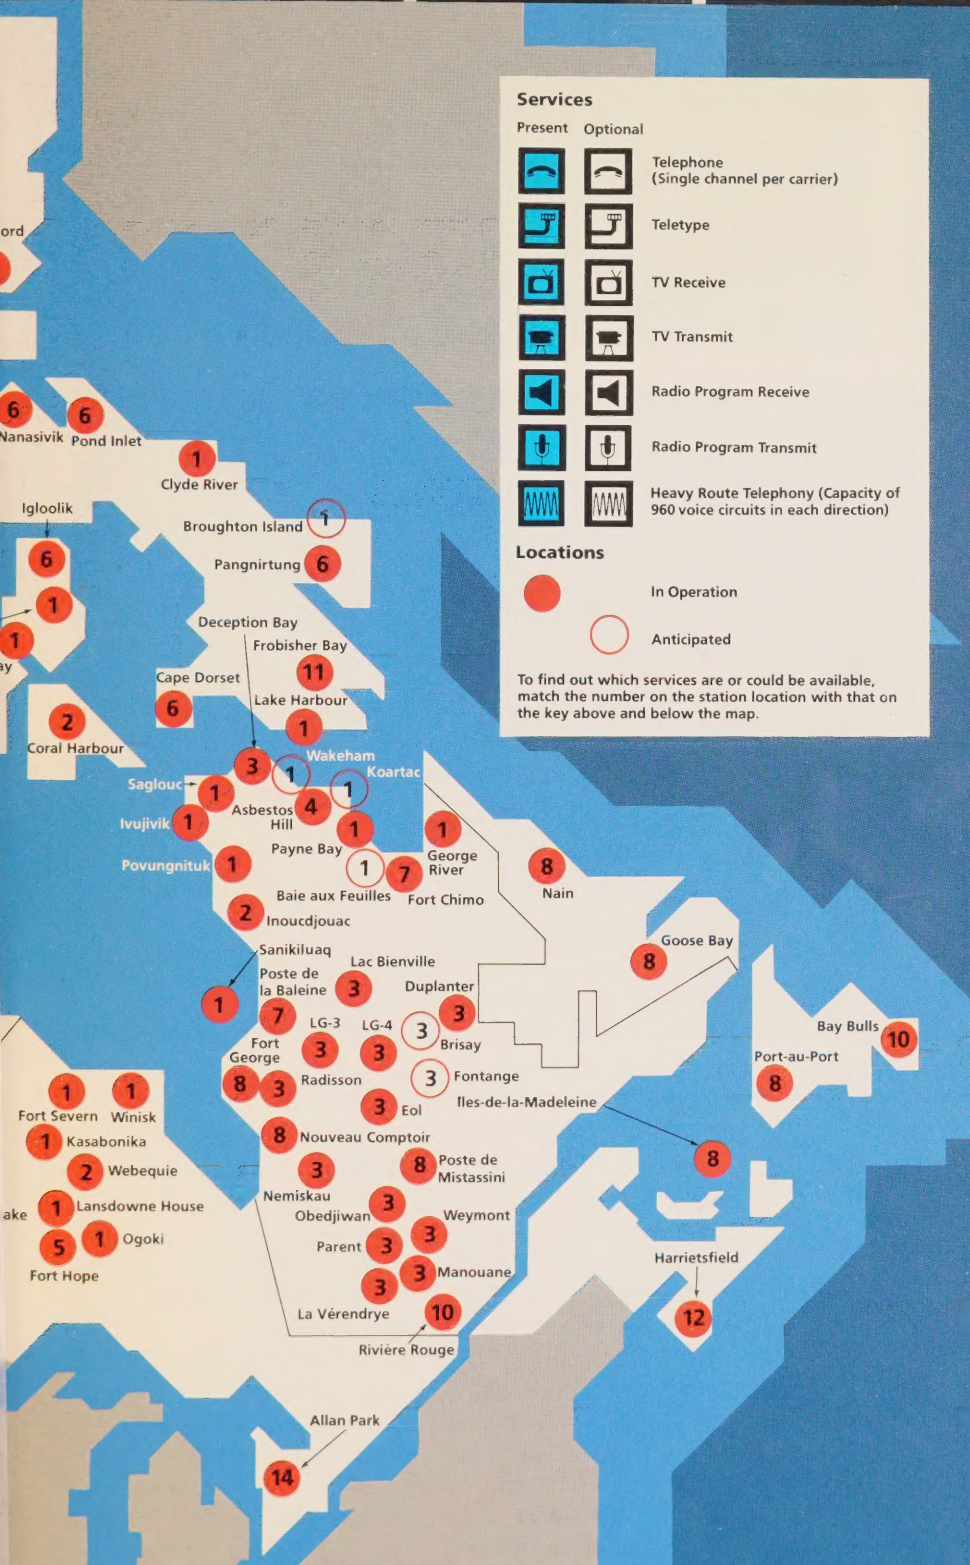 Services
Present Optional
Telephone
(Single channel per carrier)
Teletype
TV Receive
TV Transmit
Radio Program Receive
Radio Program Transmit
Heavy Route Telephony (Capacity of
960 voice circuits in each direction)
Locations
In Operation
Anticipated
To find out which services are or could be available,
match the number on the station location with that on
the key above and below the map.
ord
6
Nanasivik
6
Pond Inlet
1
Clyde River
Igloolik
6
1
1
ay
Broughton Island
1
Pangnirtung
6
Deception Bay
Frobisher Bay
11
Cape Dorset
6
Lake Harbour
1
2
Coral Harbour
3
Wakeham
1
Koartac
1
Saglouc
1
Asbestos
Hill
4
Ivujivik
1
Payne Bay
1
1
George
River
Povungnituk
1
1
Baie aux Feuilles
7
Fort Chimo
8
Nain
2
Inoucdjouac
Goose Bay
8
Sanikiluaq
1
Poste de
la Baleine
7
Lac Bienville
3
Duplanter
3
LG-3
3
LG-4
3
3
Brisay
Bay Bulls
10
Fort
George
8
3
Radisson
3
Fontange
Port-au-Port
8
3
Eol
Iles-de-la-Madeleine
8
1
Fort Severn
1
Winisk
1
Kasabonika
8
Nouveau Comptoir
2
Webequie
3
Nemiskau
8
Poste de
Mistassini
ake
1
Lansdowne House
Obedjiwan
3
Weymont
3
5
Fort Hope
1
Ogoki
Parent
3
3
Manouane
3
La Vérendrye
10
Rivière Rouge
Harrietsfield
12
Allan Park
14